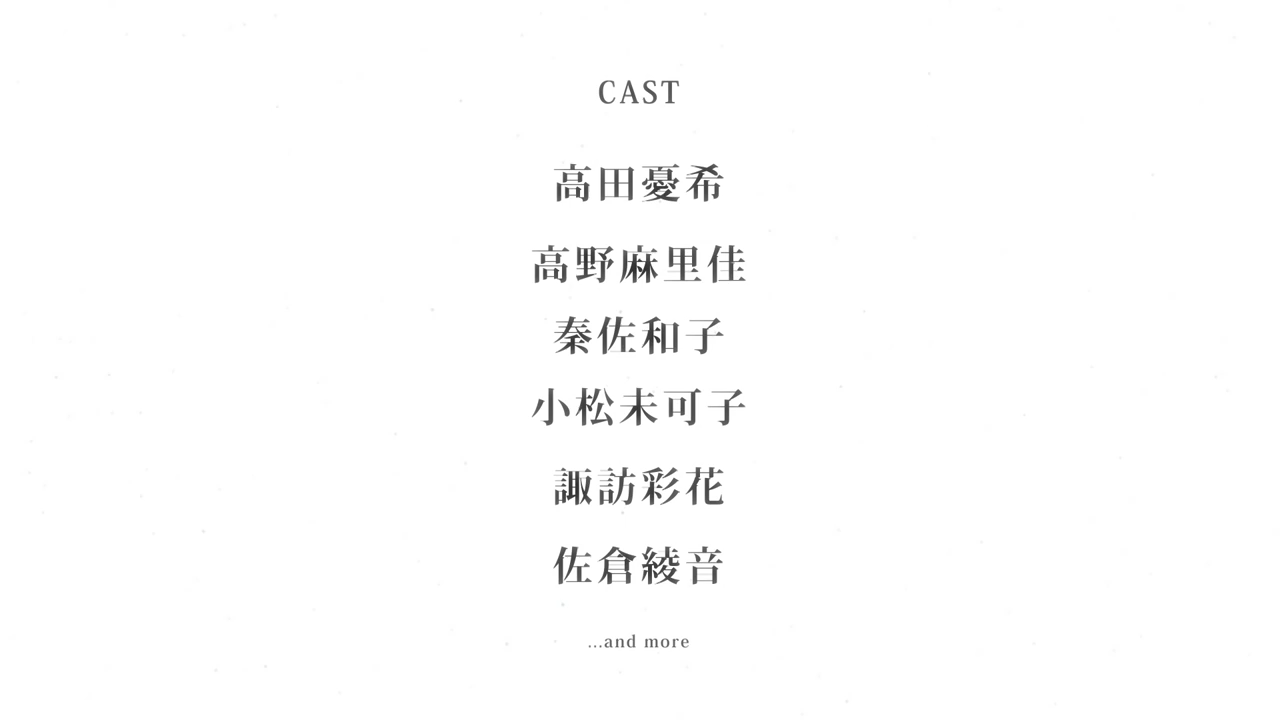 CAST
高田憂希
高野麻里佳
秦佐和子
小松未可子
諏訪彩花
佐倉綾音
...and more